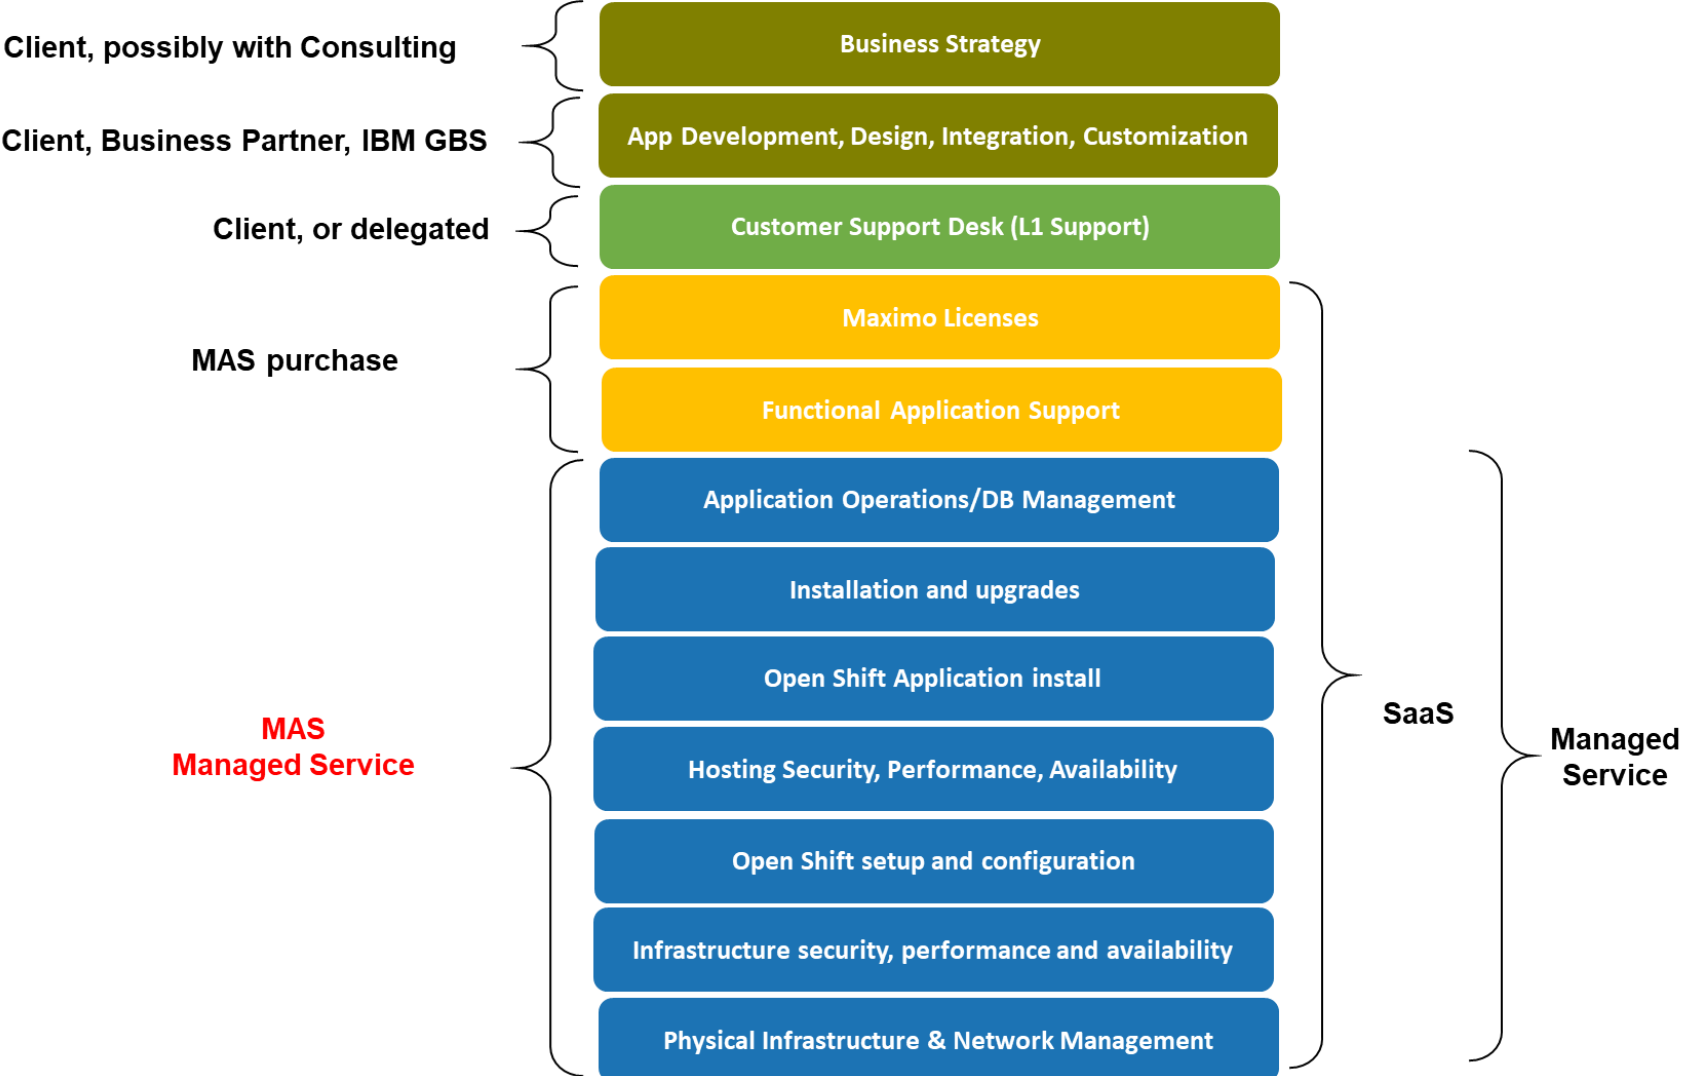 Client, possibly with Consulting
Business Strategy
Client, Business Partner, IBM GBS
App Development, Design, Integration, Customization
Client, or delegated
Customer Support Desk (L1 Support)
MAS purchase
Maximo Licenses
Functional Application Support
MAS
Managed Service
Application Operations/DB Management
Installation and upgrades
Open Shift Application install
Hosting Security, Performance, Availability
Open Shift setup and configuration
Infrastructure security, performance and availability
Physical Infrastructure & Network Management
SaaS
Managed
Service